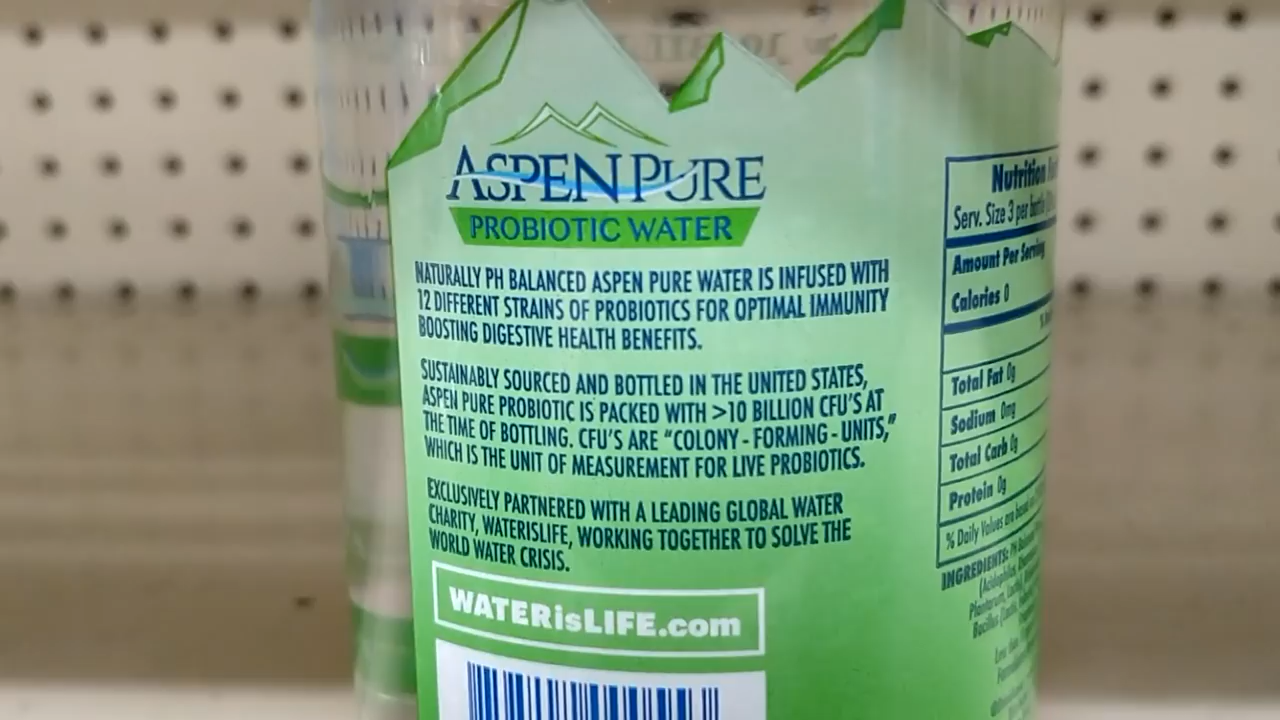 ASPEN PURE
PROBIOTIC WATER
NATURALLY PH BALANCED ASPEN PURE WATER IS INFUSED WITH
12 DIFFERENT STRAINS OF PROBIOTICS FOR OPTIMAL IMMUNITY
BOOSTING DIGESTIVE HEALTH BENEFITS.
SUSTAINABLY SOURCED AND BOTTLED IN THE UNITED STATES,
ASPEN PURE PROBIOTIC IS PACKED WITH >10 BILLION CFU'S AT
THE TIME OF BOTTLING. CFU'S ARE "COLONY - FORMING - UNITS,"
WHICH IS THE UNIT OF MEASUREMENT FOR LIVE PROBIOTICS.
EXCLUSIVELY PARTNERED WITH A LEADING GLOBAL WATER
CHARITY, WATERISLIFE, WORKING TOGETHER TO SOLVE THE
WORLD WATER CRISIS.
WATERisLIFE.com
Nutrition
Serv. Size 3 per
Amount Per Serving
Calories 0
Total Fat 0g
Sodium 0mg
Total Carb 0g
Protein 0g
% Daily Values are
INGREDIENTS: PH